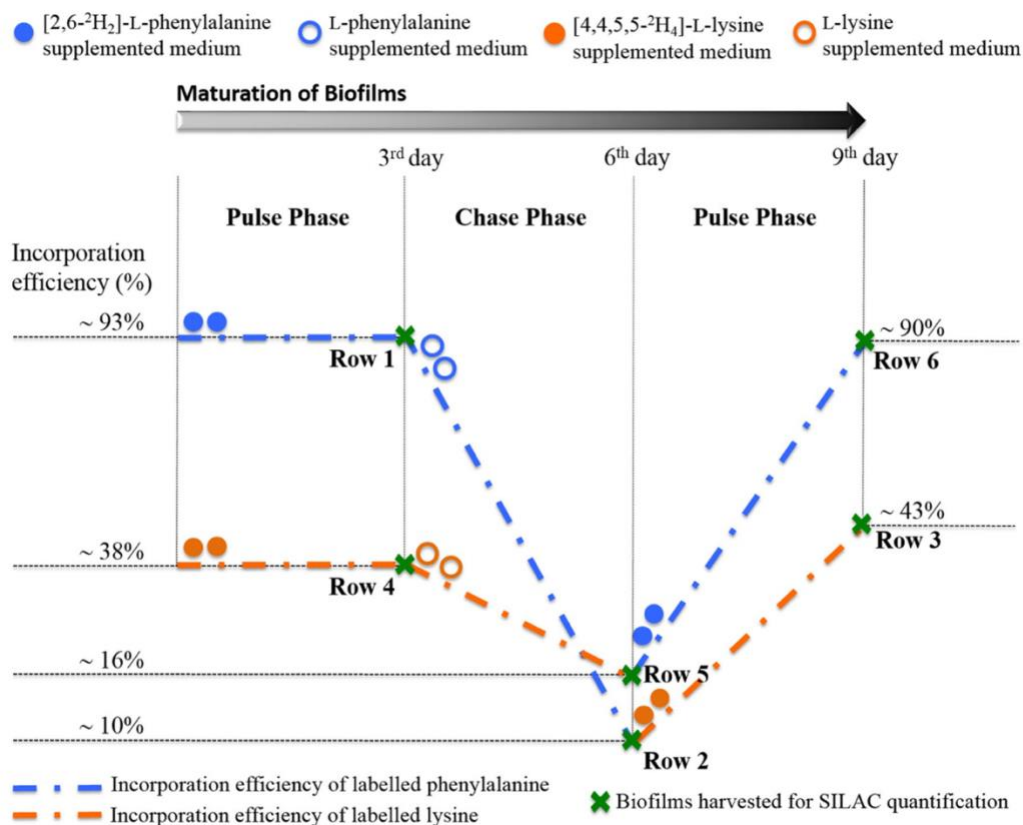 [2,6-²H₂]-L-phenylalanine
supplemented medium
L-phenylalanine
supplemented medium
[4,4,5,5-²H₄]-L-lysine
supplemented medium
L-lysine
supplemented medium
Maturation of Biofilms
3rd day
6th day
9th day
Pulse Phase
Chase Phase
Pulse Phase
Incorporation
efficiency (%)
~ 93%
~ 90%
Row 1
Row 6
~ 43%
Row 3
~ 38%
Row 4
~ 16%
Row 5
~ 10%
Row 2
Incorporation efficiency of labelled phenylalanine
Incorporation efficiency of labelled lysine
Biofilms harvested for SILAC quantification